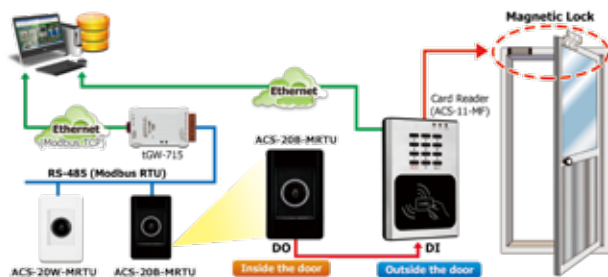 Magnetic Lock
Ethernet
Card Reader
(ACS-11-MF)
Ethernet
(Modbus TCP)
tGW-715
ACS-20B-MRTU
RS-485 (Modbus RTU)
DO
DI
ACS-20W-MRTU
ACS-20B-MRTU
Inside the door
Outside the door